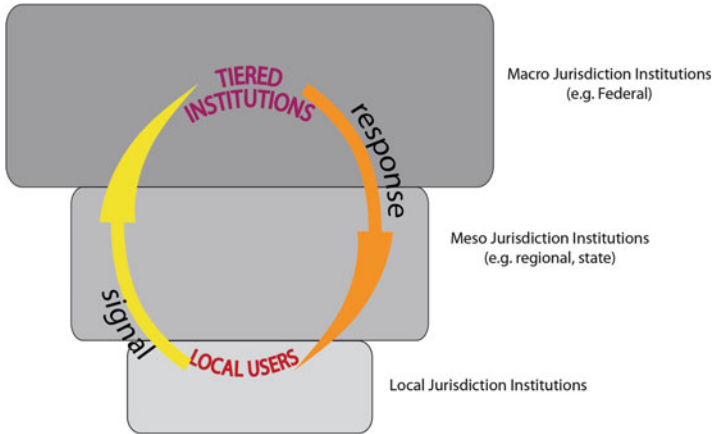 TIERED
INSTITUTIONS
response
Macro Jurisdiction Institutions
(e.g. Federal)
Meso Jurisdiction Institutions
(e.g. regional, state)
signal
LOCAL USERS
Local Jurisdiction Institutions